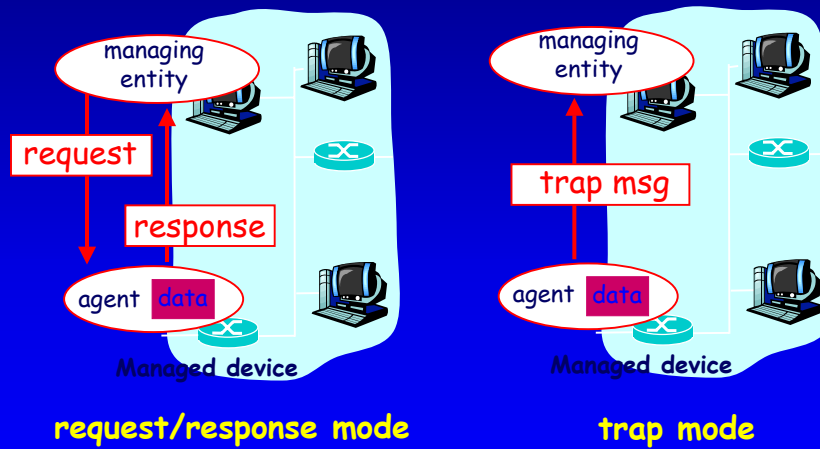 managing
entity
request
response
agent data
Managed device
request/response mode
managing
entity
trap msg
agent data
Managed device
trap mode